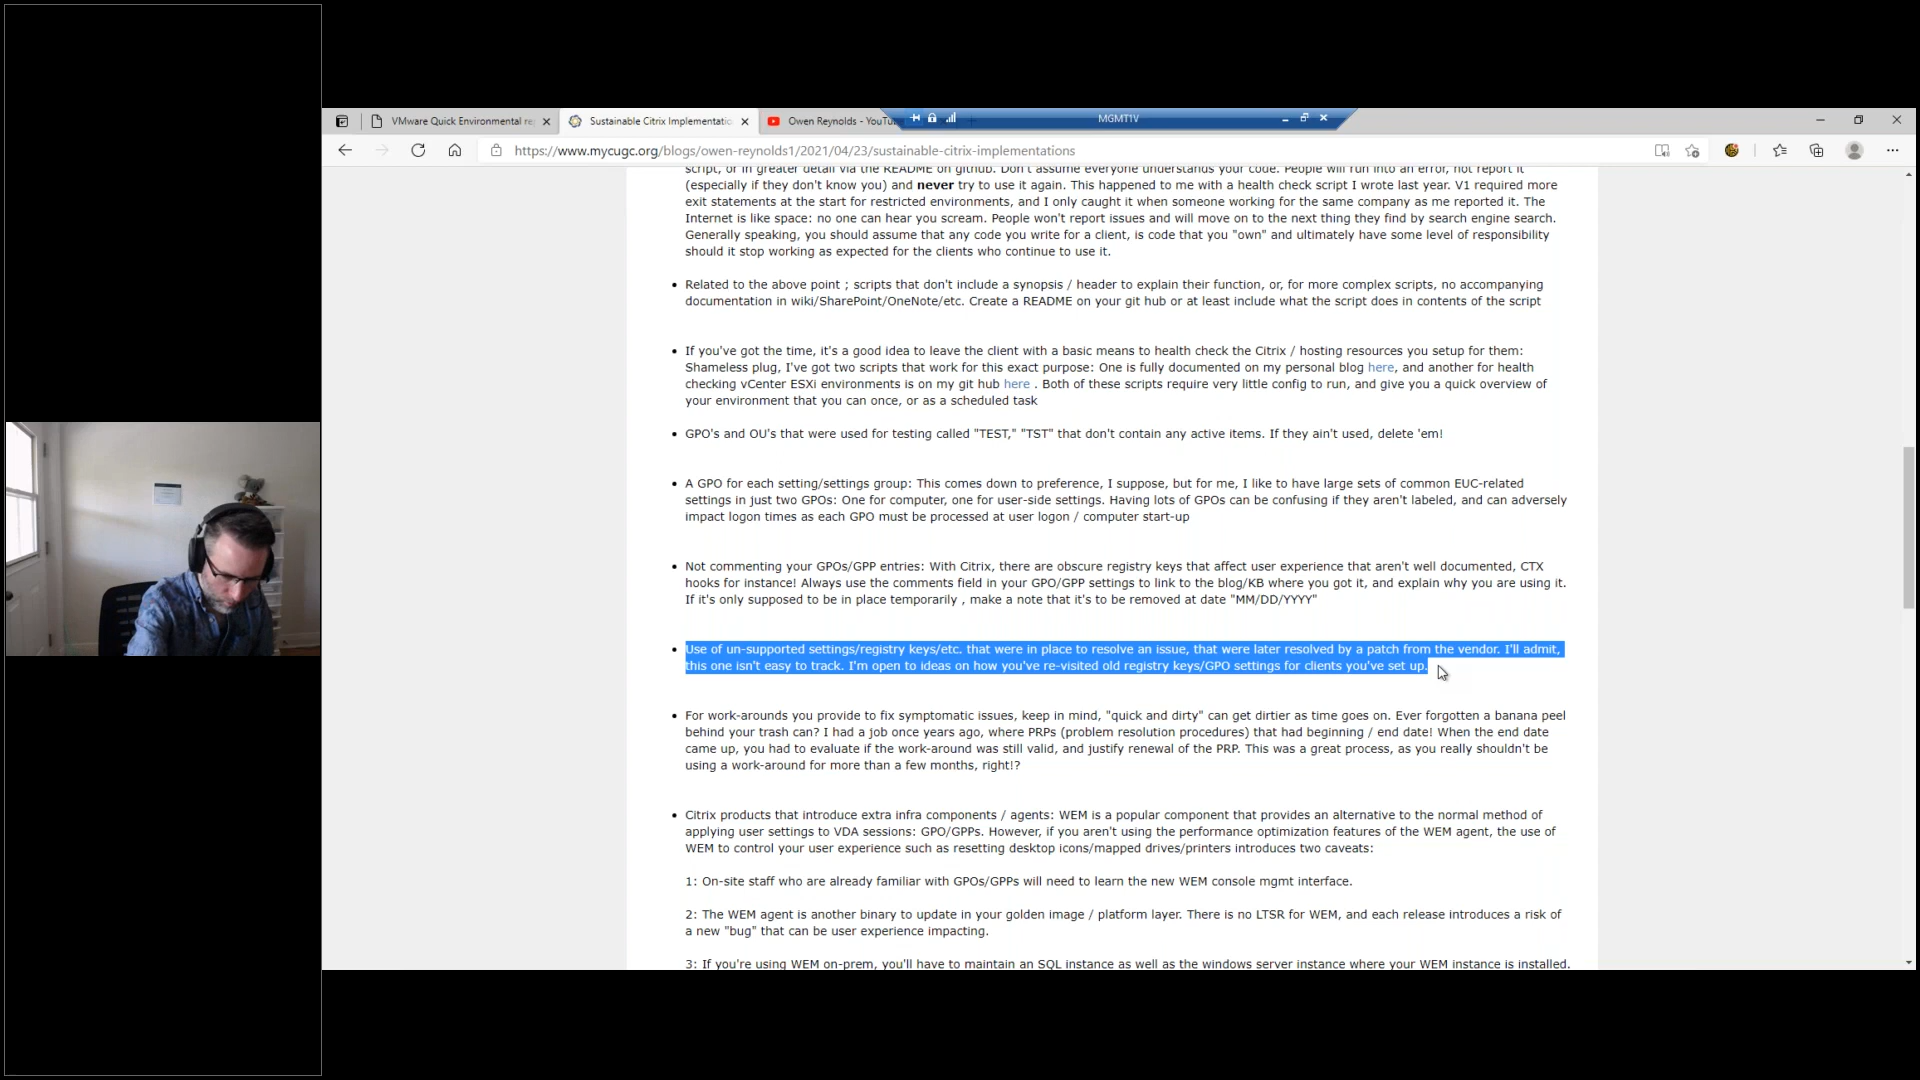 VMware Quick Environmental re
Sustainable Citrix Implementatio
Owen Reynolds - YouTu
MGMT1V
https://www.mycugc.org/blogs/owen-reynolds1/2021/04/23/sustainable-citrix-implementations
script, or in greater detail via the README on github. Don't assume everyone understands your code. People will run into an error, not report it
(especially if they don't know you) and never try to use it again. This happened to me with a health check script I wrote last year. V1 required more
exit statements at the start for restricted environments, and I only caught it when someone working for the same company as me reported it. The
Internet is like space: no one can hear you scream. People won't report issues and will move on to the next thing they find by search engine search.
Generally speaking, you should assume that any code you write for a client, is code that you "own" and ultimately have some level of responsibility
should it stop working as expected for the clients who continue to use it.
Related to the above point ; scripts that don't include a synopsis / header to explain their function, or, for more complex scripts, no accompanying
documentation in wiki/SharePoint/OneNote/etc. Create a README on your git hub or at least include what the script does in contents of the script
If you've got the time, it's a good idea to leave the client with a basic means to health check the Citrix / hosting resources you setup for them:
Shameless plug, I've got two scripts that work for this exact purpose: One is fully documented on my personal blog here, and another for health
checking vCenter ESXi environments is on my git hub here . Both of these scripts require very little config to run, and give you a quick overview of
your environment that you can once, or as a scheduled task
GPO's and OU's that were used for testing called "TEST," "TST" that don't contain any active items. If they ain't used, delete 'em!
A GPO for each setting/settings group: This comes down to preference, I suppose, but for me, I like to have large sets of common EUC-related
settings in just two GPOs: One for computer, one for user-side settings. Having lots of GPOs can be confusing if they aren't labeled, and can adversely
impact logon times as each GPO must be processed at user logon / computer start-up
Not commenting your GPOs/GPP entries: With Citrix, there are obscure registry keys that affect user experience that aren't well documented, CTX
hooks for instance! Always use the comments field in your GPO/GPP settings to link to the blog/KB where you got it, and explain why you are using it.
If it's only supposed to be in place temporarily , make a note that it's to be removed at date "MM/DD/YYYY"
Use of un-supported settings/registry keys/etc. that were in place to resolve an issue, that were later resolved by a patch from the vendor. I'll admit,
this one isn't easy to track. I'm open to ideas on how you've re-visited old registry keys/GPO settings for clients you've set up.
For work-arounds you provide to fix symptomatic issues, keep in mind, "quick and dirty" can get dirtier as time goes on. Ever forgotten a banana peel
behind your trash can? I had a job once years ago, where PRPs (problem resolution procedures) that had beginning / end date! When the end date
came up, you had to evaluate if the work-around was still valid, and justify renewal of the PRP. This was a great process, as you really shouldn't be
using a work-around for more than a few months, right!?
Citrix products that introduce extra infra components / agents: WEM is a popular component that provides an alternative to the normal method of
applying user settings to VDA sessions: GPO/GPPs. However, if you aren't using the performance optimization features of the WEM agent, the use of
WEM to control your user experience such as resetting desktop icons/mapped drives/printers introduces two caveats:
1: On-site staff who are already familiar with GPOs/GPPs will need to learn the new WEM console mgmt interface.
2: The WEM agent is another binary to update in your golden image / platform layer. There is no LTSR for WEM, and each release introduces a risk of
a new "bug" that can be user experience impacting.
3: If you're using WEM on-prem, you'll have to maintain an SQL instance as well as the windows server instance where your WEM instance is installed.